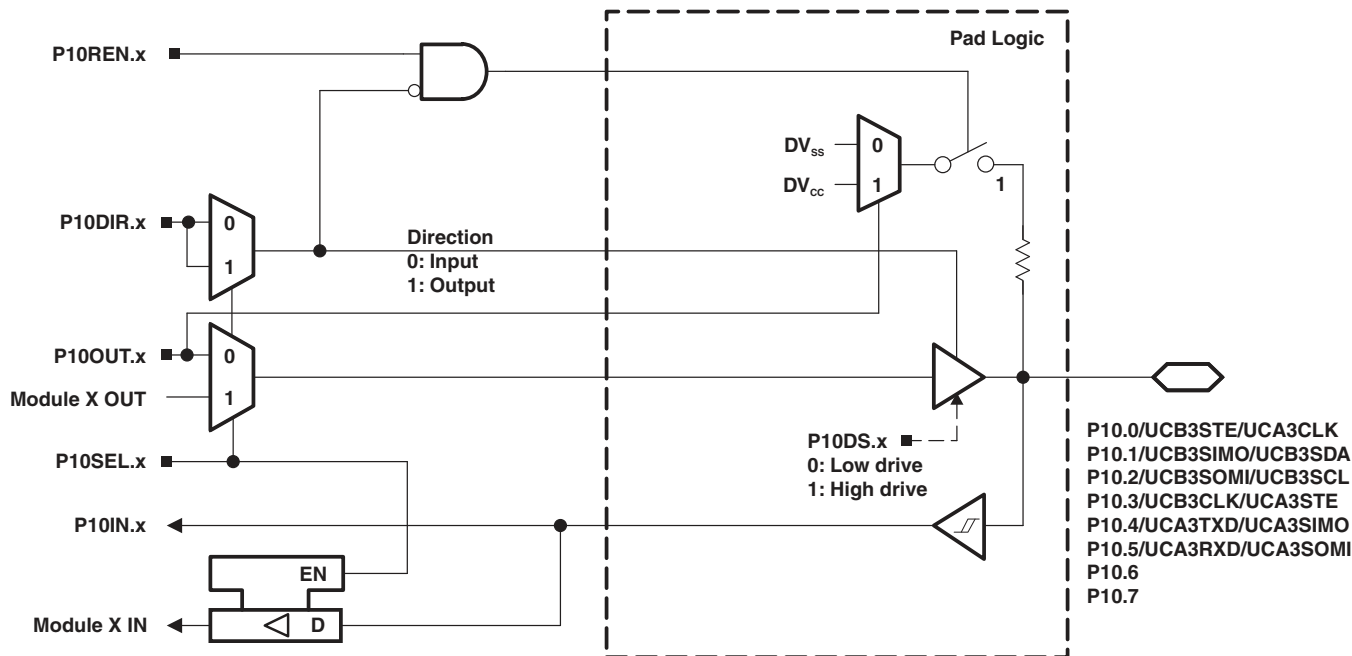 Pad Logic
P10REN.x
DVSS
0
DVCC
1
1
P10DIR.x
0
1
Direction
0: Input
1: Output
P10OUT.x
0
Module X OUT
1
P10DS.x
0: Low drive
1: High drive
P10SEL.x
P10IN.x
EN
Module X IN
D
P10.0/UCB3STE/UCA3CLK
P10.1/UCB3SIMO/UCB3SDA
P10.2/UCB3SOMI/UCB3SCL
P10.3/UCB3CLK/UCA3STE
P10.4/UCA3TXD/UCA3SIMO
P10.5/UCA3RXD/UCA3SOMI
P10.6
P10.7